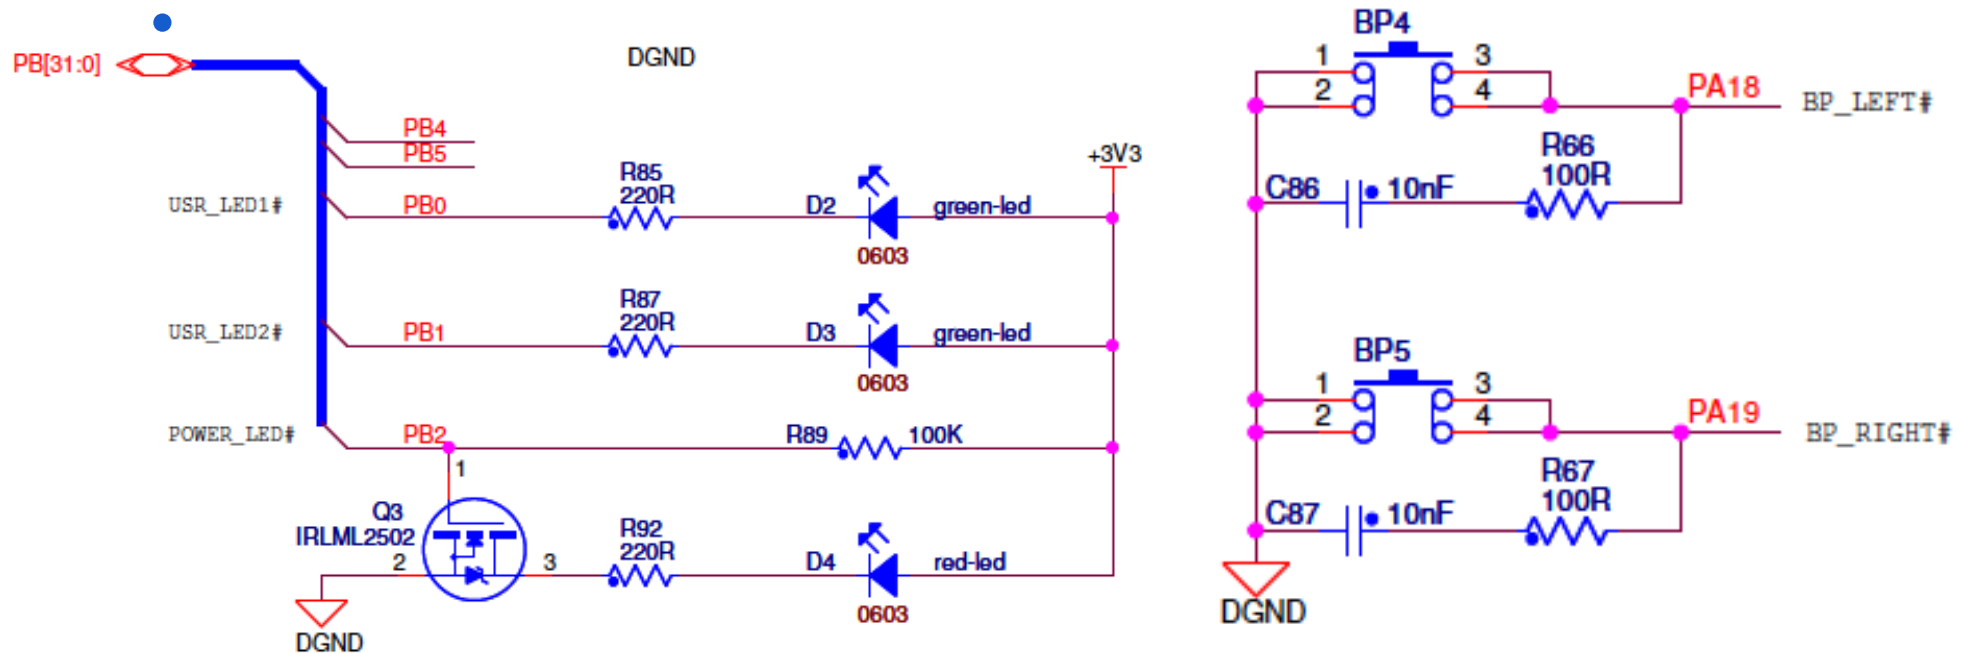 PB[31:0]
DGND
PB4
PB5
+3V3
R85
220R
USR_LED1#
PB0
D2
green-led
0603
R87
220R
USR_LED2#
PB1
D3
green-led
0603
POWER_LED#
PB2
R89
100K
1
Q3
IRLML2502
2
3
R92
220R
D4
red-led
0603
DGND
BP4
1
3
2
4
PA18
BP_LEFT#
R66
100R
C86
10nF
BP5
1
3
2
4
PA19
BP_RIGHT#
R67
100R
C87
10nF
DGND